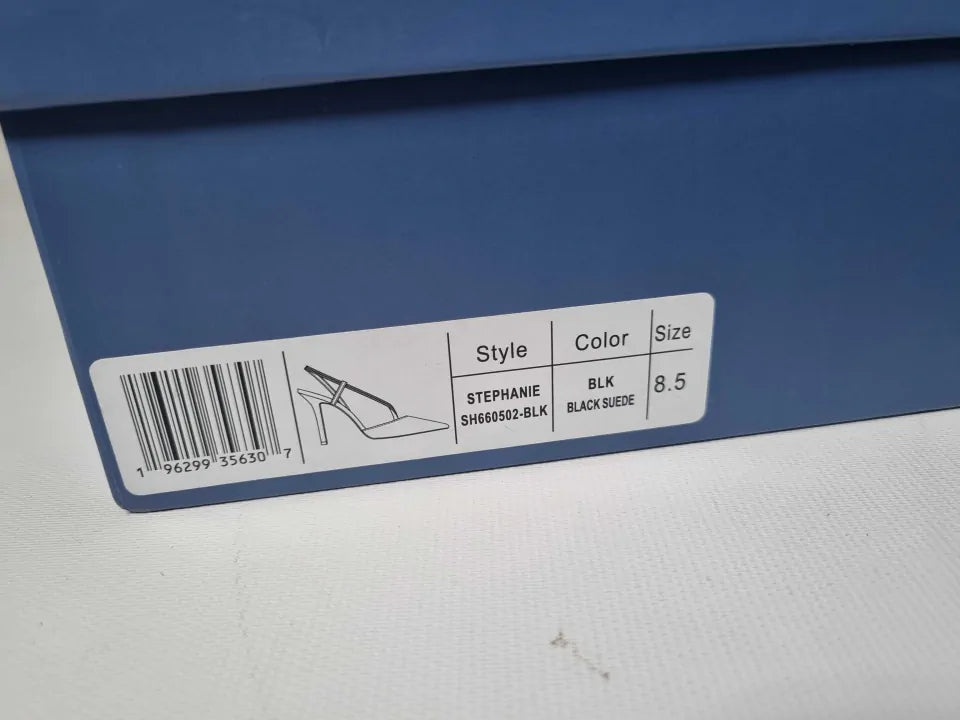 Style
Color
Size
STEPHANIE
SH660502-BLK
BLK
BLACK SUEDE
8.5
1 96299 35630 7